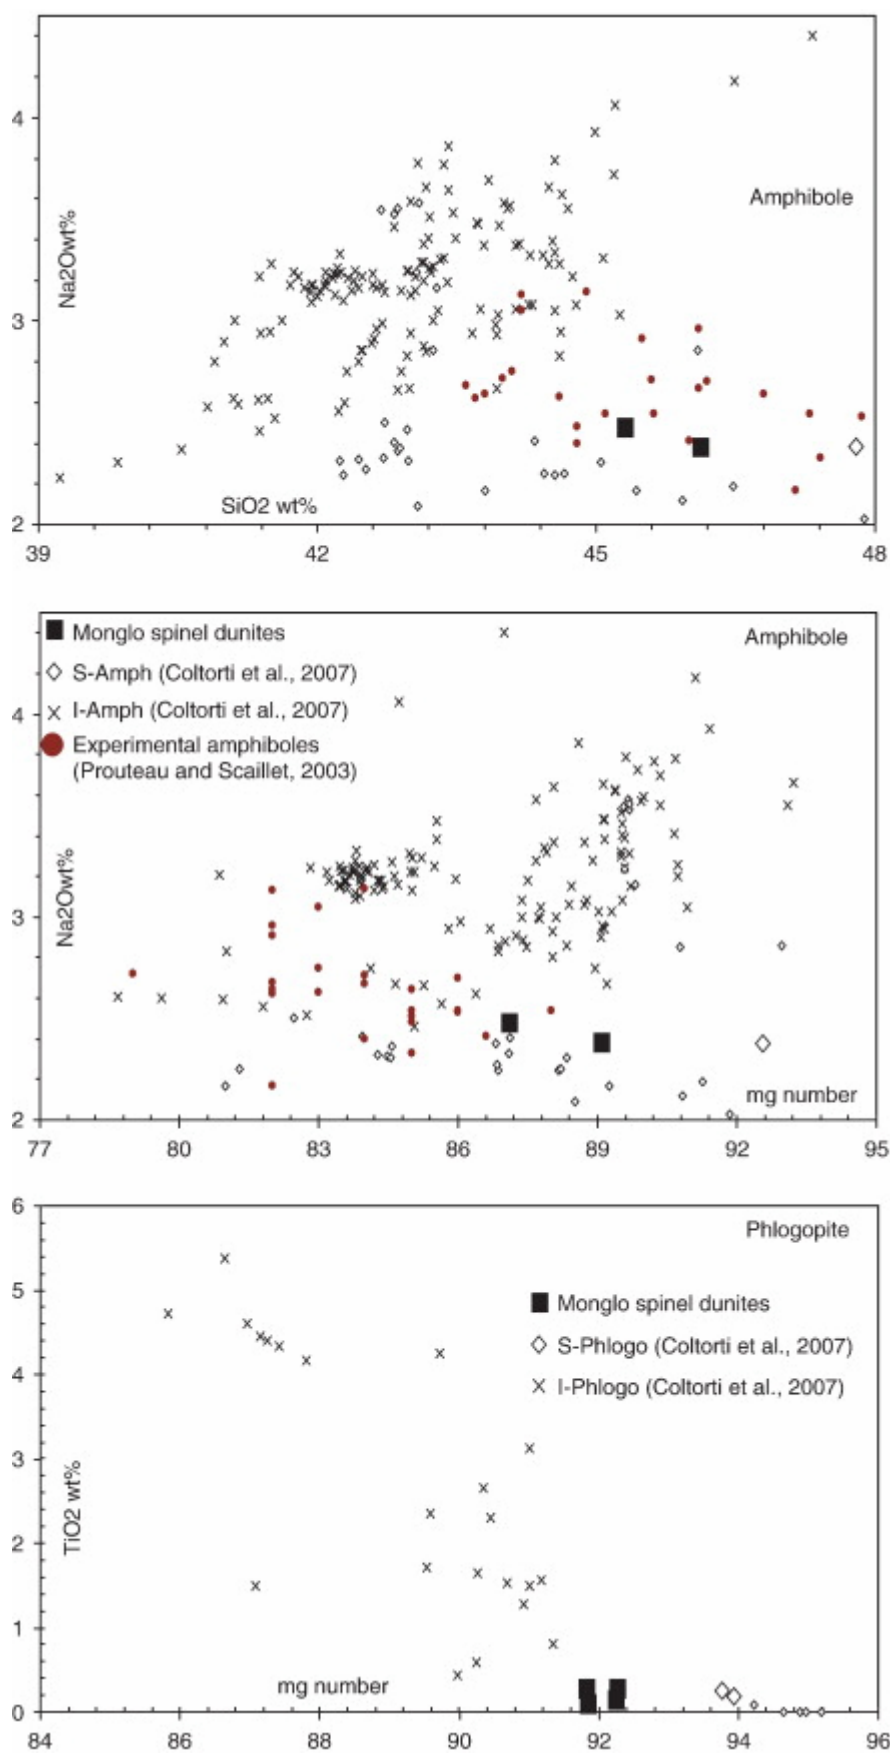 4
Na2Owt%
Amphibole
3
SiO2 wt%
2
39 42 45 48
Monglo spinel dunites
Amphibole
S-Amph (Coltorti et al., 2007)
4
I-Amph (Coltorti et al., 2007)
Experimental amphiboles
(Prouteau and Scaillet, 2003)
Na2Owt%
3
mg number
2
77 80 83 86 89 92 95
6
Phlogopite
5
Monglo spinel dunites
S-Phlogo (Coltorti et al., 2007)
4
I-Phlogo (Coltorti et al., 2007)
3
TiO2 wt%
2
1
mg number
0
84 86 88 90 92 94 96